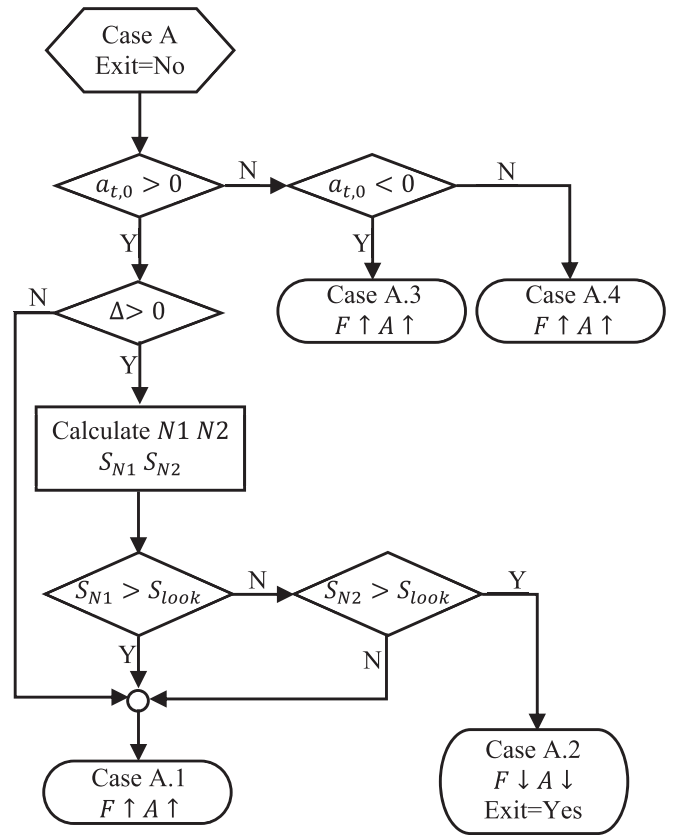 Case A
Exit=No
a_{t,0} > 0
N
a_{t,0} < 0
N
Y
Y
Case A.3
F ↑ A ↑
Case A.4
F ↑ A ↑
N
Δ> 0
Y
Calculate N1 N2
S_{N1} S_{N2}
S_{N1} > S_{look}
N
S_{N2} > S_{look}
Y
Y
N
Case A.1
F ↑ A ↑
Case A.2
F ↓ A ↓
Exit=Yes